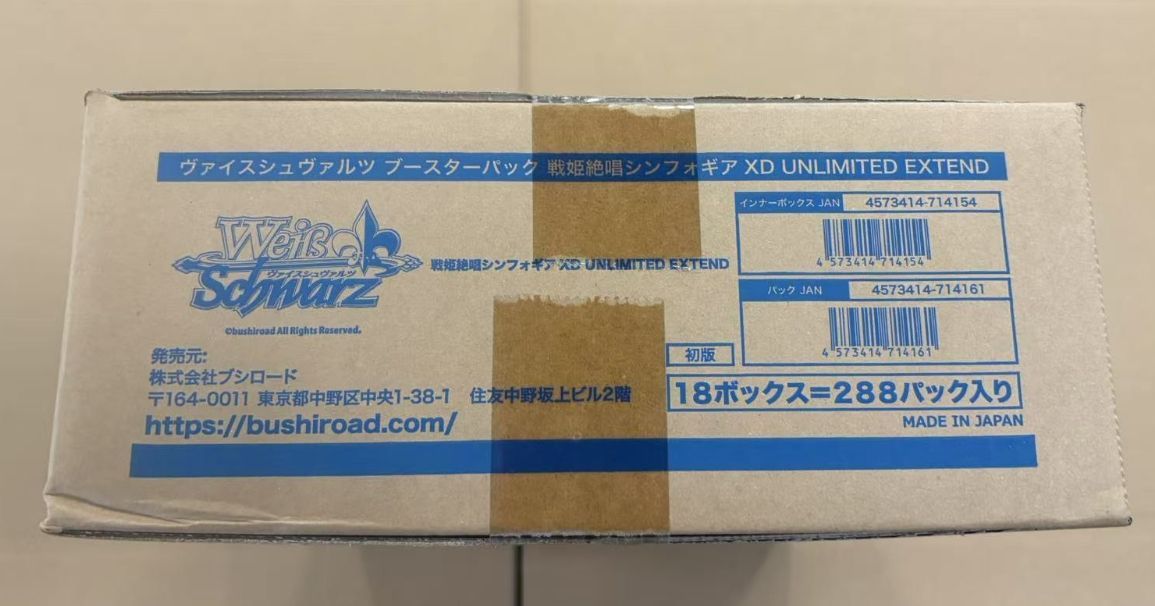 ヴァイスシュヴァルツ ブースターパック 戦姫絶唱シンフォギア XD UNLIMITED EXTEND
Weiß
ヴァイスシュヴァルツ
Schwarz
©bushiroad All Rights Reserved.
戦姫絶唱シンフォギア XD UNLIMITED EXTEND
インナーボックス JAN 4573414-714154
4 573414 714154
パック JAN 4573414-714161
4 573414 714161
初版
18ボックス=288パック入り
MADE IN JAPAN
発売元:
株式会社ブシロード
〒164-0011 東京都中野区中央1-38-1 住友中野坂上ビル2階
https://bushiroad.com/